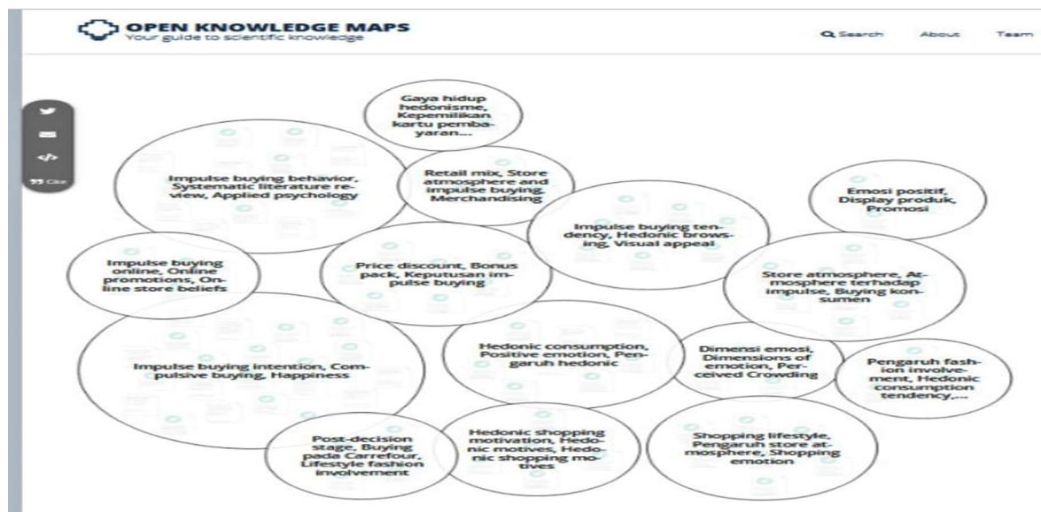 OPEN KNOWLEDGE MAPS
Your guide to scientific knowledge
Search About Team
Cite
Gaya hidup
hedonisme,
Kepemilikan
kartu pemba-
yaran...
Impulse buying behavior,
Systematic literature re-
view, Applied psychology
Retail mix, Store
atmosphere and
impulse buying,
Merchandising
Impulse buying ten-
dency, Hedonic brows-
ing, Visual appeal
Emosi positif,
Display produk,
Promosi
Impulse buying
online, Online
promotions, On-
line store beliefs
Price discount, Bonus
pack, Keputusan im-
pulse buying
Store atmosphere, At-
mosphere terhadap
impulse, Buying kon-
sumen
Impulse buying intention, Com-
pulsive buying, Happiness
Hedonic consumption,
Positive emotion, Pen-
garuh hedonic
Dimensi emosi,
Dimensions of
emotion, Per-
ceived Crowding
Pengaruh fash-
ion involve-
ment, Hedonic
consumption
tendency,...
Post-decision
stage, Buying
pada Carrefour,
Lifestyle fashion
involvement
Hedonic shopping
motivation, Hedo-
nic motives, Hedo-
nic shopping mo-
tives
Shopping lifestyle,
Pengaruh store at-
mosphere, Shopping
emotion